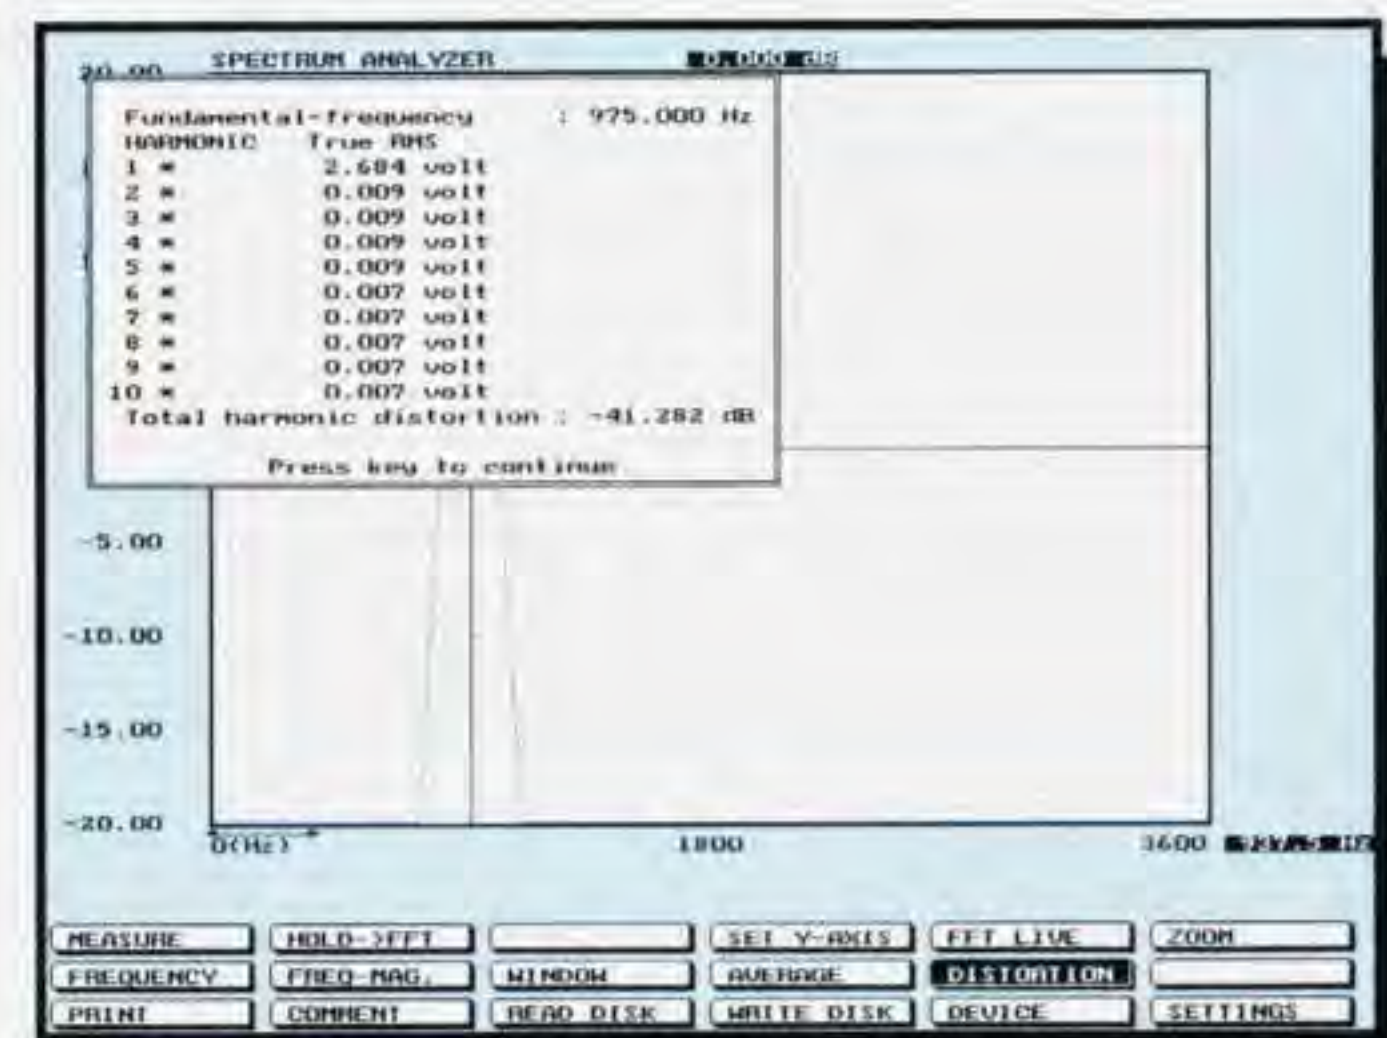 SPECTRUM ANALYZER
20.00
Fundamental-frequency : 975.000 Hz
HARMONIC True RMS
1 * 2.684 volt
2 * 0.009 volt
3 * 0.009 volt
4 * 0.009 volt
5 * 0.009 volt
6 * 0.007 volt
7 * 0.007 volt
8 * 0.007 volt
9 * 0.007 volt
10 * 0.007 volt
Total harmonic distortion : -41.282 dB
Press key to continue
-5.00
-10.00
-15.00
-20.00
0(Hz) 1800 3600
MEASURE HOLD->FFT SET Y-AXIS FFT LIVE ZOOM
FREQUENCY FREQ-MAG. WINDOW AVERAGE DISTORTION
PRINT COMMENT READ DISK WRITE DISK DEVICE SETTINGS